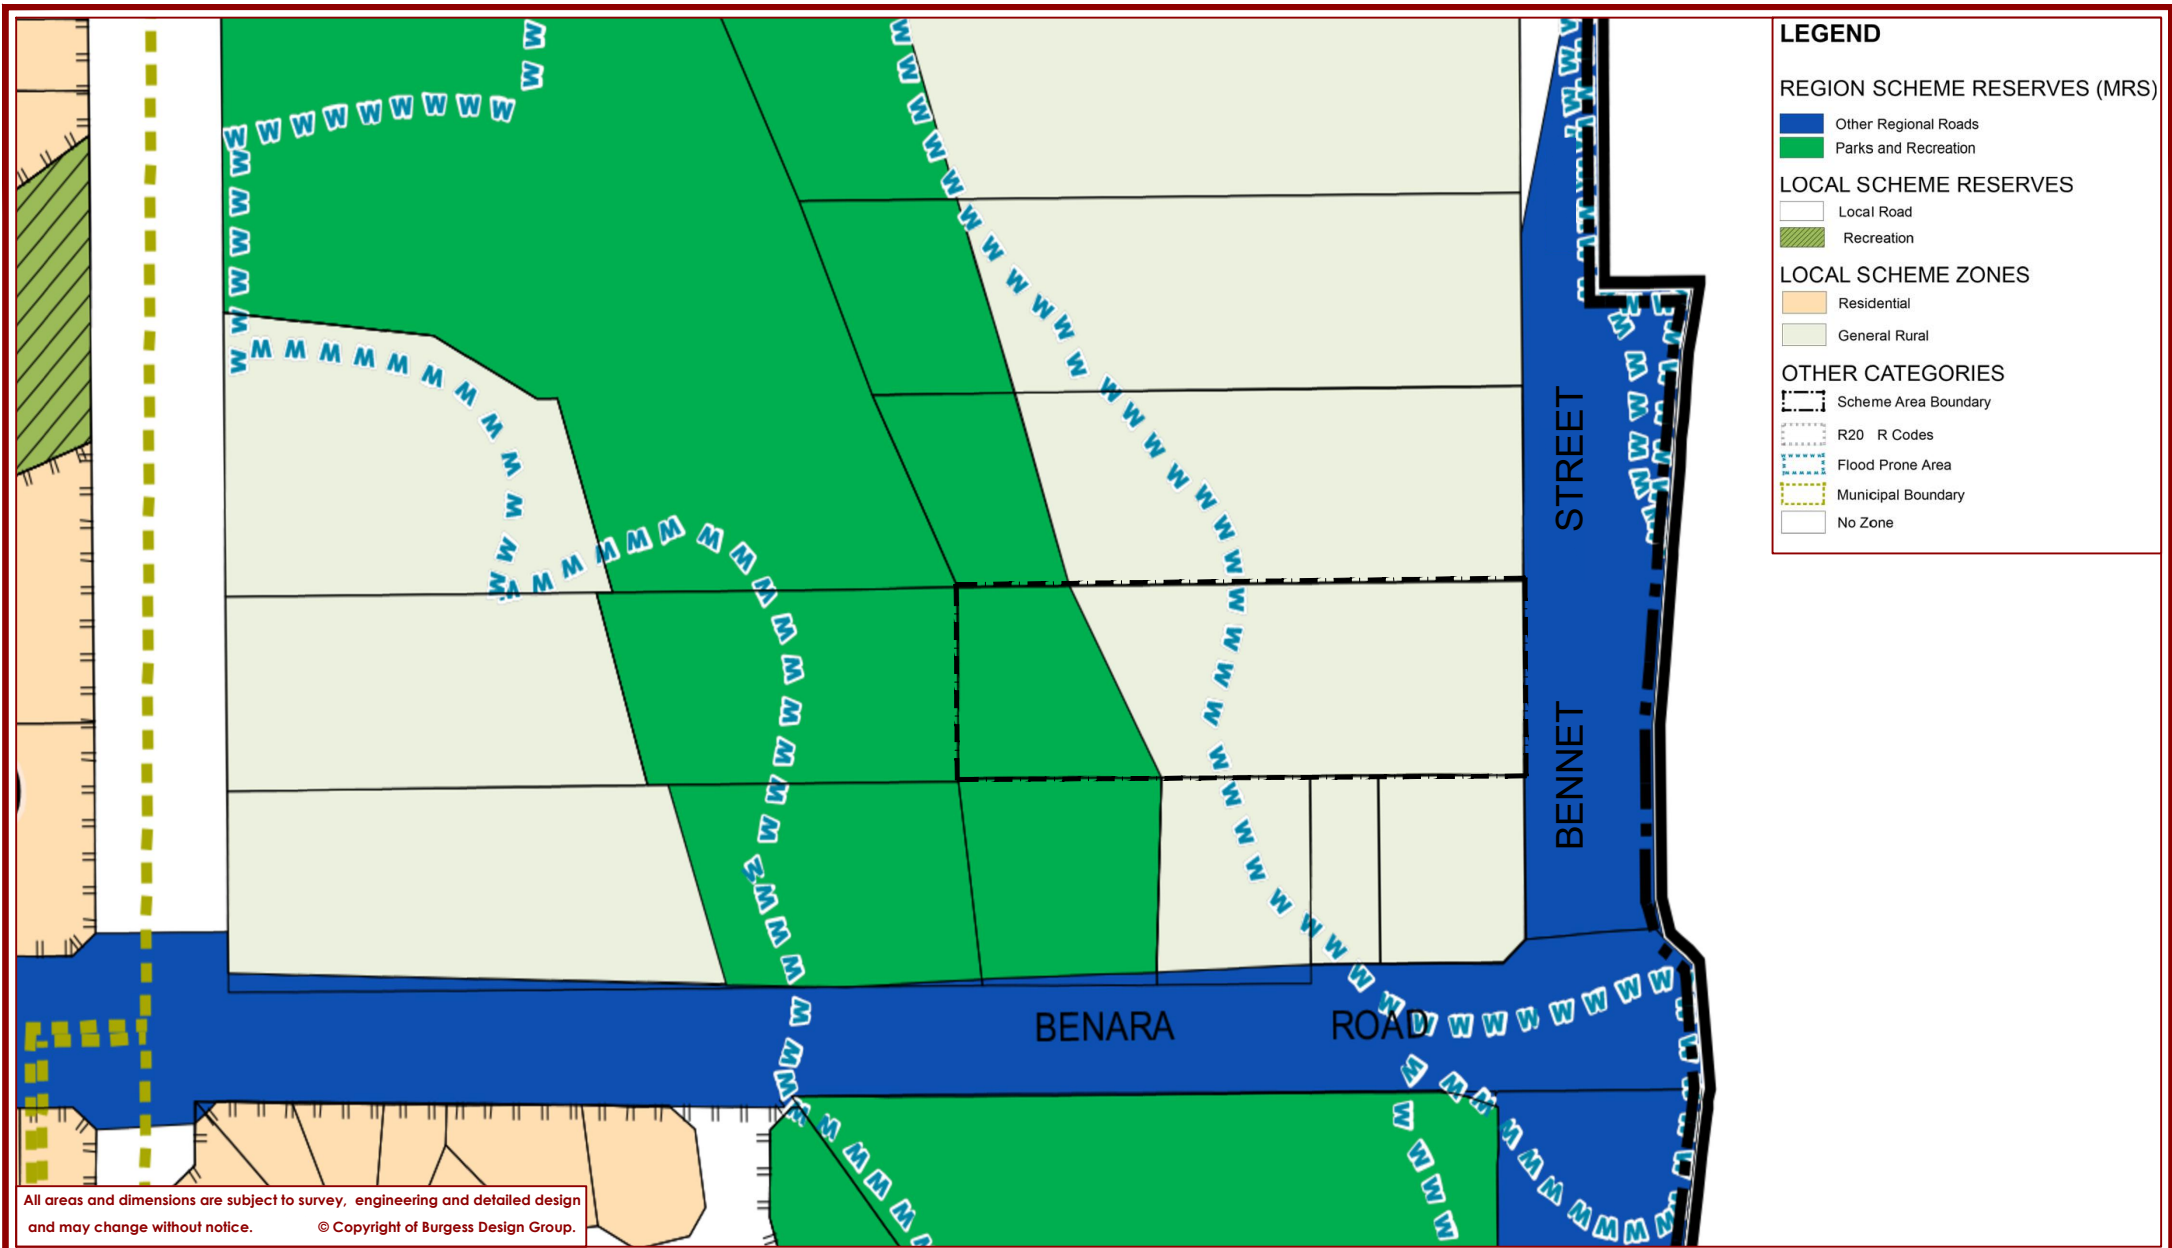 LEGEND
REGION SCHEME RESERVES (MRS)
Other Regional Roads
Parks and Recreation
LOCAL SCHEME RESERVES
Local Road
Recreation
LOCAL SCHEME ZONES
Residential
General Rural
OTHER CATEGORIES
Scheme Area Boundary
R20 R Codes
Flood Prone Area
Municipal Boundary
No Zone
BENNET STREET
BENARA ROAD
All areas and dimensions are subject to survey, engineering and detailed design
and may change without notice. © Copyright of Burgess Design Group.